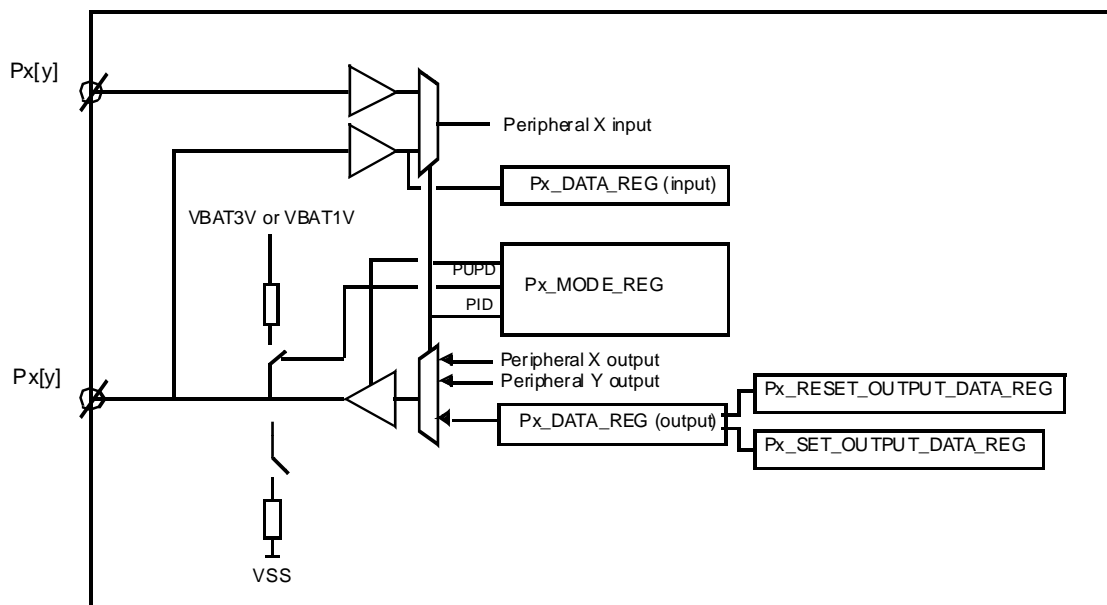 Px[y]
Peripheral X input
Px_DATA_REG (input)
VBAT3V or VBAT1V
PUPD
Px_MODE_REG
PID
Peripheral X output
Px[y]
Peripheral Y output
Px_RESET_OUTPUT_DATA_REG
Px_DATA_REG (output)
Px_SET_OUTPUT_DATA_REG
VSS